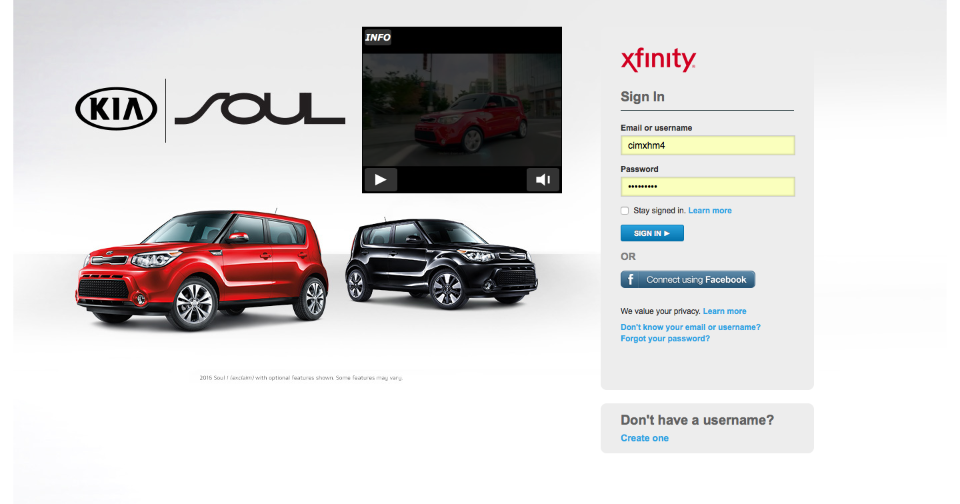 INFO
KIA
SOUL
2016 Soul ! (exclaim) with optional features shown. Some features may vary.
xfinity
Sign In
Email or username
cimxhm4
Password
•••••••••
Stay signed in. Learn more
SIGN IN
OR
f Connect using Facebook
We value your privacy. Learn more
Don't know your email or username?
Forgot your password?
Don't have a username?
Create one